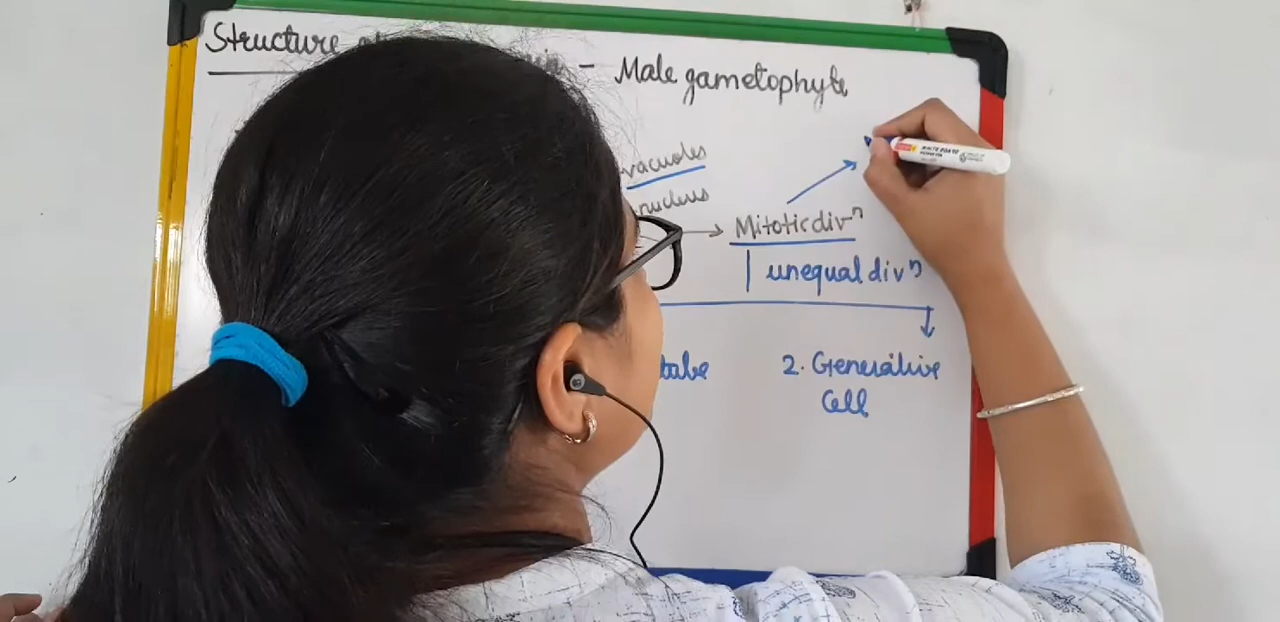 Structure - Male gametophyte
vacuoles
nucleus
Mitotic divⁿ
unequal divⁿ
tube
2. Generative
Cell